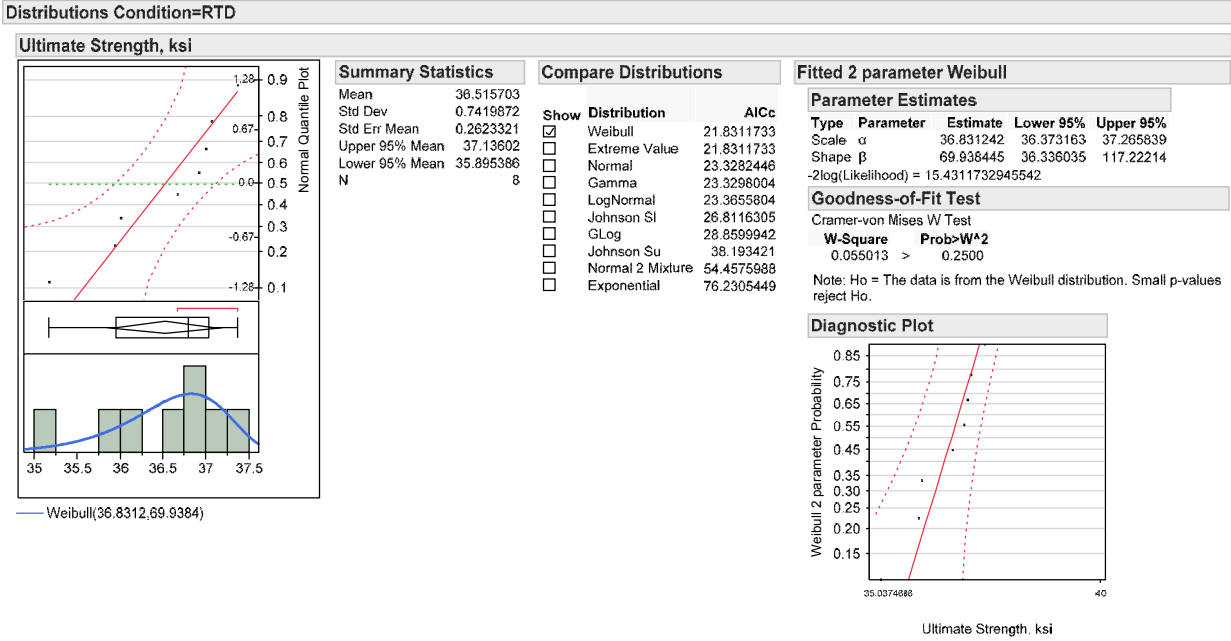 Distributions Condition=RTD
Ultimate Strength, ksi
1.28 0.9
0.8
0.67
0.7
0.6
0.0 0.5
0.4
0.3
-0.67
0.2
-1.28 0.1
Normal Quantile Plot
35 35.5 36 36.5 37 37.5
Weibull(36.8312,69.9384)
Summary Statistics
Mean 36.515703
Std Dev 0.7419872
Std Err Mean 0.2623321
Upper 95% Mean 37.13602
Lower 95% Mean 35.895386
N 8
Compare Distributions
Show Distribution AICc
Weibull 21.8311733
Extreme Value 21.8311733
Normal 23.3282446
Gamma 23.3298004
LogNormal 23.3655804
Johnson Sl 26.8116305
GLog 28.8599942
Johnson Su 38.193421
Normal 2 Mixture 54.4575988
Exponential 76.2305449
Fitted 2 parameter Weibull
Parameter Estimates
Type Parameter Estimate Lower 95% Upper 95%
Scale α 36.831242 36.373163 37.265839
Shape β 69.938445 36.336035 117.22214
-2log(Likelihood) = 15.4311732945542
Goodness-of-Fit Test
Cramer-von Mises W Test
W-Square Prob>W^2
0.055013 > 0.2500
Note: Ho = The data is from the Weibull distribution. Small p-values
reject Ho.
Diagnostic Plot
Weibull 2 parameter Probability
0.85
0.75
0.65
0.55
0.45
0.35
0.30
0.25
0.20
0.15
35.0374686 40
Ultimate Strength, ksi